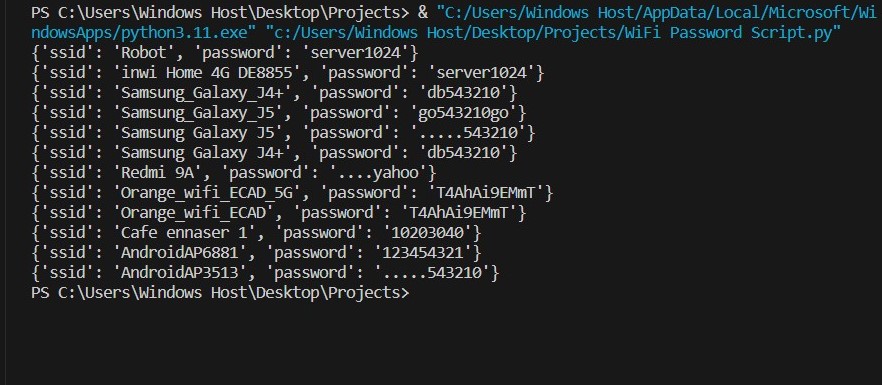 PS C:\Users\Windows Host\Desktop\Projects> & "C:/Users/Windows Host/AppData/Local/Microsoft/Wi
ndowsApps/python3.11.exe" "c:/Users/Windows Host/Desktop/Projects/WiFi Password Script.py"
{'ssid': 'Robot', 'password': 'server1024'}
{'ssid': 'inwi Home 4G DE8855', 'password': 'server1024'}
{'ssid': 'Samsung_Galaxy_J4+', 'password': 'db543210'}
{'ssid': 'Samsung_Galaxy_J5', 'password': 'go543210go'}
{'ssid': 'Samsung Galaxy J5', 'password': '.....543210'}
{'ssid': 'Samsung Galaxy J4+', 'password': 'db543210'}
{'ssid': 'Redmi 9A', 'password': '....yahoo'}
{'ssid': 'Orange_wifi_ECAD_5G', 'password': 'T4AhAi9EMmT'}
{'ssid': 'Orange_wifi_ECAD', 'password': 'T4AhAi9EMmT'}
{'ssid': 'Cafe ennaser 1', 'password': '10203040'}
{'ssid': 'AndroidAP6881', 'password': '123454321'}
{'ssid': 'AndroidAP3513', 'password': '.....543210'}
PS C:\Users\Windows Host\Desktop\Projects>